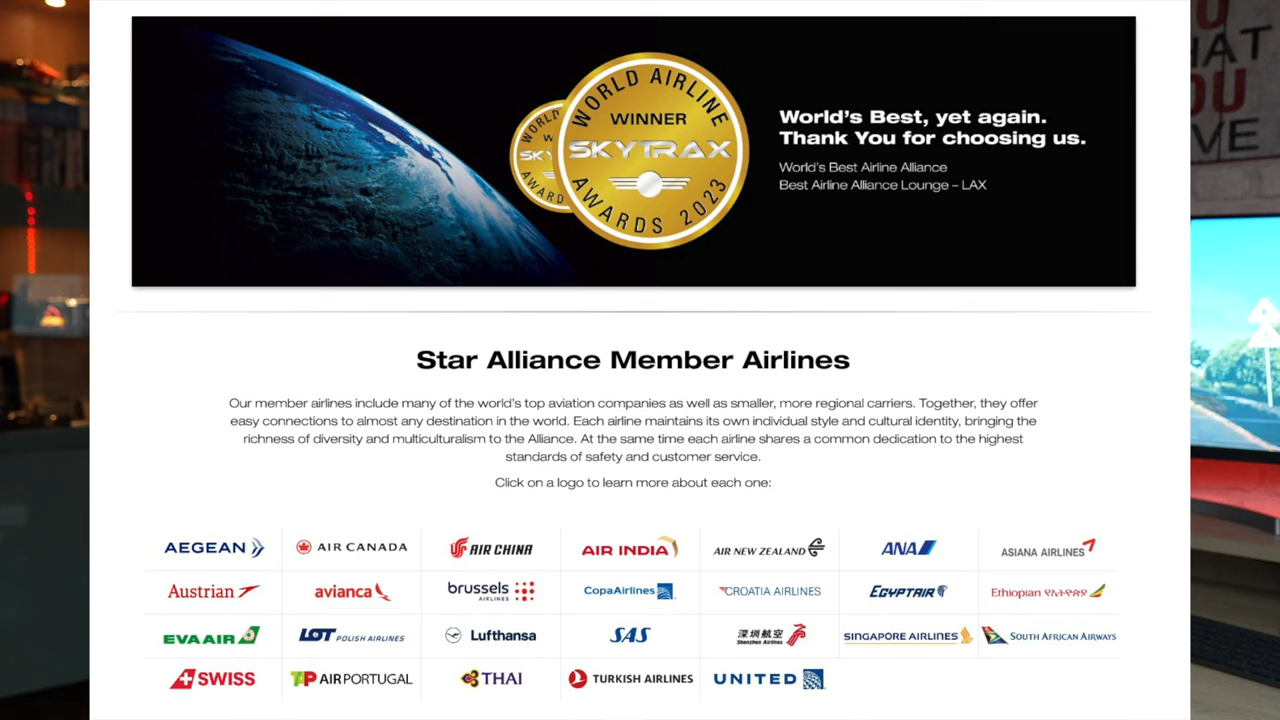 WORLD AIRLINE
WINNER
SKYTRAX
AWARDS 2023
World's Best, yet again.
Thank You for choosing us.
World's Best Airline Alliance
Best Airline Alliance Lounge – LAX
Star Alliance Member Airlines
Our member airlines include many of the world's top aviation companies as well as smaller, more regional carriers. Together, they offer
easy connections to almost any destination in the world. Each airline maintains its own individual style and cultural identity, bringing the
richness of diversity and multiculturalism to the Alliance. At the same time each airline shares a common dedication to the highest
standards of safety and customer service.
Click on a logo to learn more about each one:
AEGEAN AIR CANADA AIR CHINA AIR INDIA AIR NEW ZEALAND ANA ASIANA AIRLINES
Austrian avianca brussels AIRLINES CopaAirlines CROATIA AIRLINES EGYPTAIR Ethiopian የኢትዮጵያ
EVA AIR LOT POLISH AIRLINES Lufthansa SAS 深圳航空 Shenzhen Airlines SINGAPORE AIRLINES SOUTH AFRICAN AIRWAYS
SWISS TAP AIR PORTUGAL THAI TURKISH AIRLINES UNITED